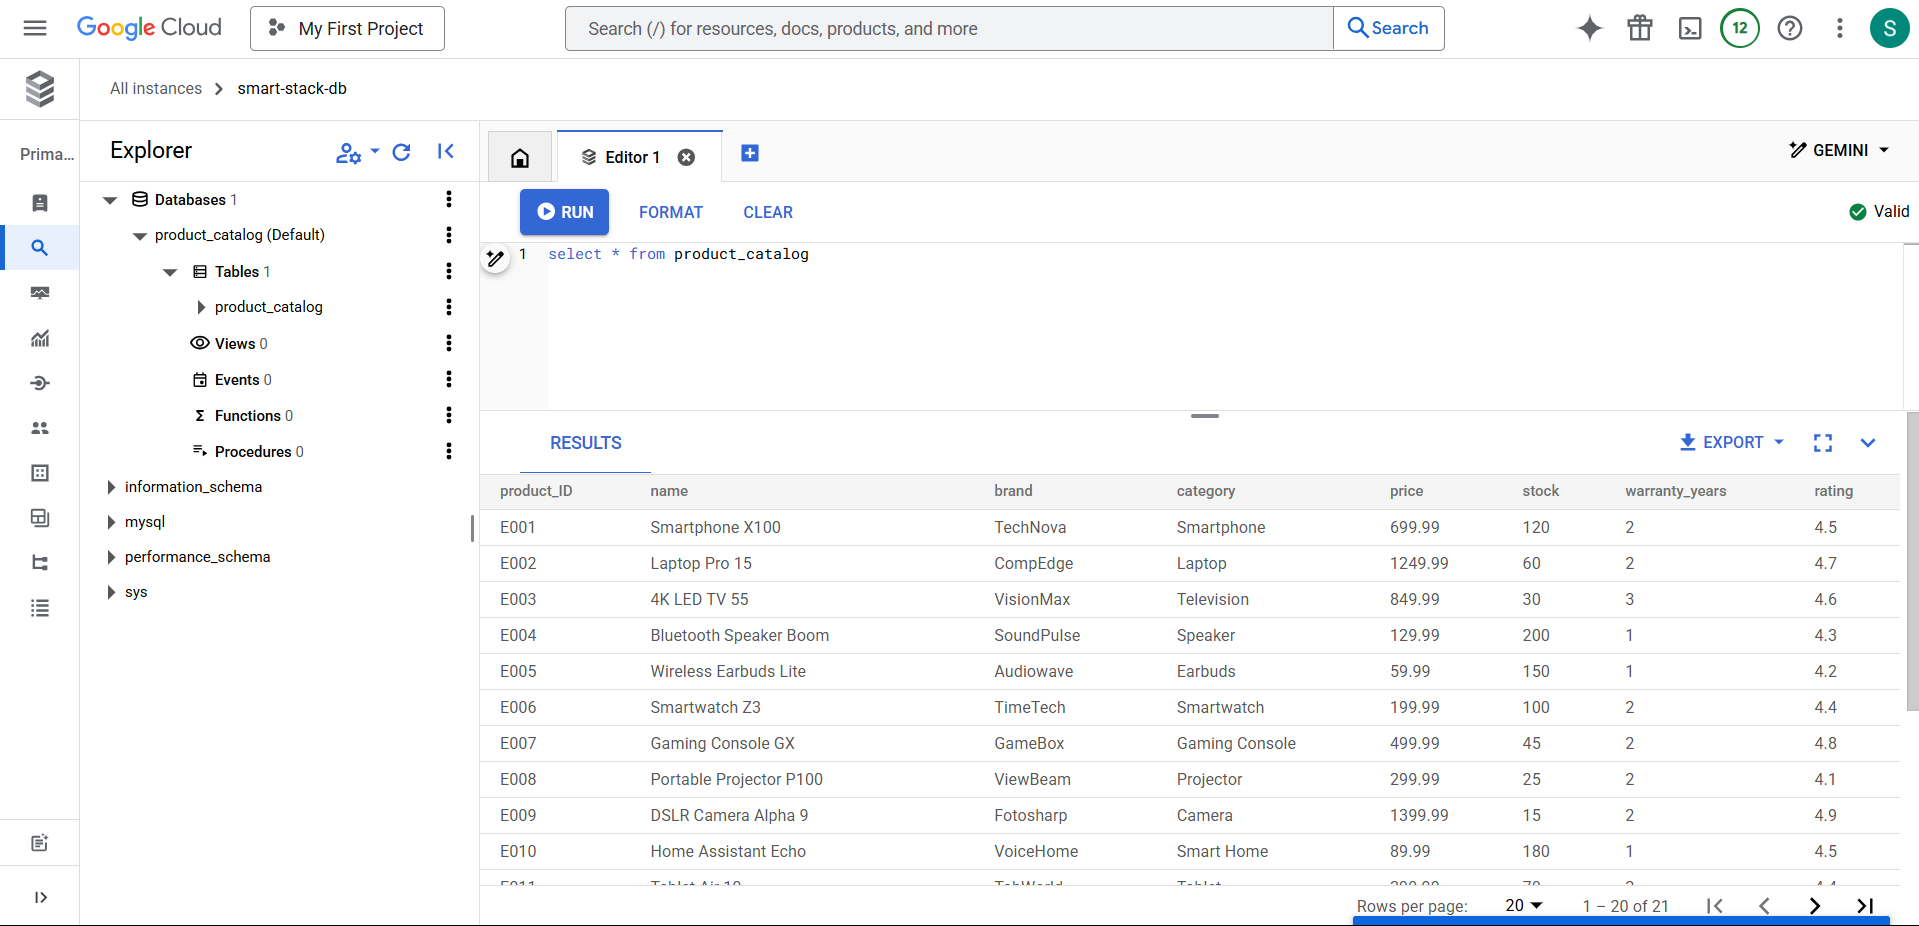 Google Cloud
My First Project
Search (/) for resources, docs, products, and more
Search
12
S
All instances
smart-stack-db
Prima...
Explorer
Editor 1
GEMINI
Databases 1
product_catalog (Default)
Tables 1
product_catalog
Views 0
Events 0
Functions 0
Procedures 0
information_schema
mysql
performance_schema
sys
RUN
FORMAT
CLEAR
Valid
1 select * from product_catalog
RESULTS
EXPORT
product_ID name brand category price stock warranty_years rating
E001 Smartphone X100 TechNova Smartphone 699.99 120 2 4.5
E002 Laptop Pro 15 CompEdge Laptop 1249.99 60 2 4.7
E003 4K LED TV 55 VisionMax Television 849.99 30 3 4.6
E004 Bluetooth Speaker Boom SoundPulse Speaker 129.99 200 1 4.3
E005 Wireless Earbuds Lite Audiowave Earbuds 59.99 150 1 4.2
E006 Smartwatch Z3 TimeTech Smartwatch 199.99 100 2 4.4
E007 Gaming Console GX GameBox Gaming Console 499.99 45 2 4.8
E008 Portable Projector P100 ViewBeam Projector 299.99 25 2 4.1
E009 DSLR Camera Alpha 9 Fotosharp Camera 1399.99 15 2 4.9
E010 Home Assistant Echo VoiceHome Smart Home 89.99 180 1 4.5
Rows per page: 20 1 – 20 of 21